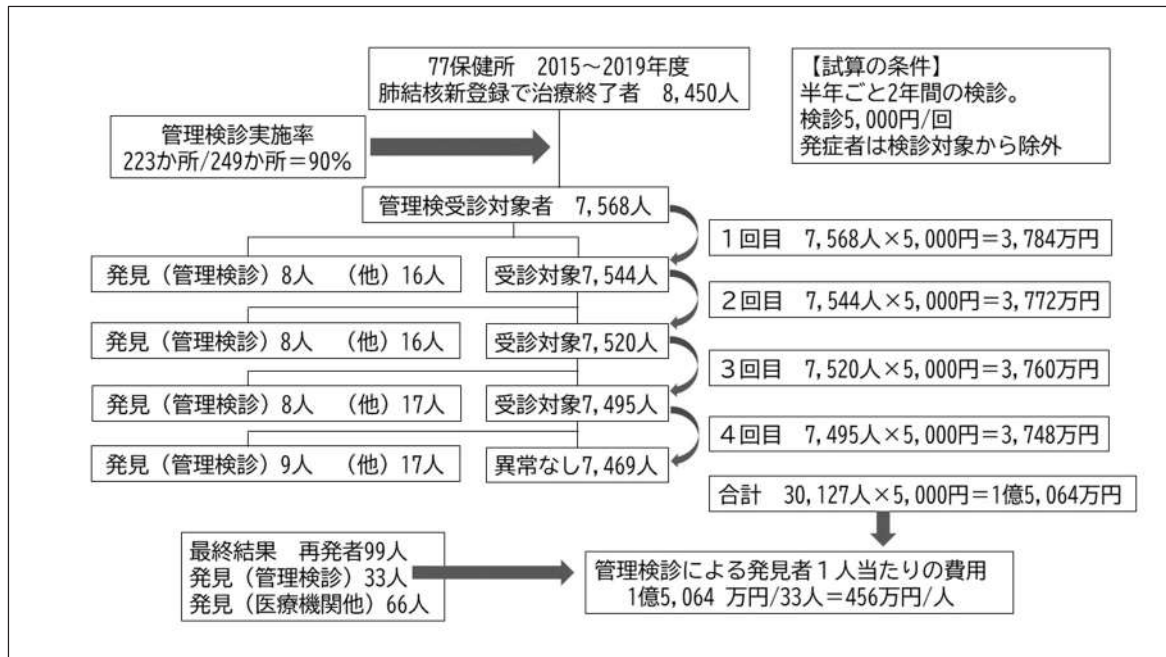 77保健所　2015～2019年度
肺結核新登録で治療終了者　8,450人
【試算の条件】
半年ごと2年間の検診。
検診5,000円/回
発症者は検診対象から除外
管理検診実施率
223か所/249か所＝90%
管理検受診対象者　7,568人
１回目　7,568人×5,000円＝3,784万円
発見（管理検診）8人　（他）16人
受診対象7,544人
２回目　7,544人×5,000円＝3,772万円
発見（管理検診）8人　（他）16人
受診対象7,520人
３回目　7,520人×5,000円＝3,760万円
発見（管理検診）8人　（他）17人
受診対象7,495人
４回目　7,495人×5,000円＝3,748万円
発見（管理検診）9人　（他）17人
異常なし7,469人
合計　30,127人×5,000円＝1億5,064万円
最終結果　再発者99人
発見（管理検診）33人
発見（医療機関他）66人
管理検診による発見者１人当たりの費用
1億5,064 万円/33人＝456万円/人